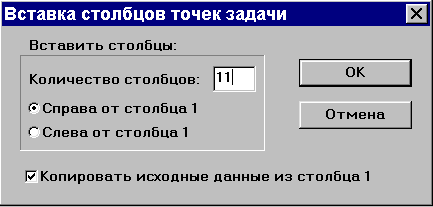 Вставка столбцов точек задачи
Вставить столбцы:
Количество столбцов: 11
OK
Справа от столбца 1
Отмена
Слева от столбца 1
Копировать исходные данные из столбца 1